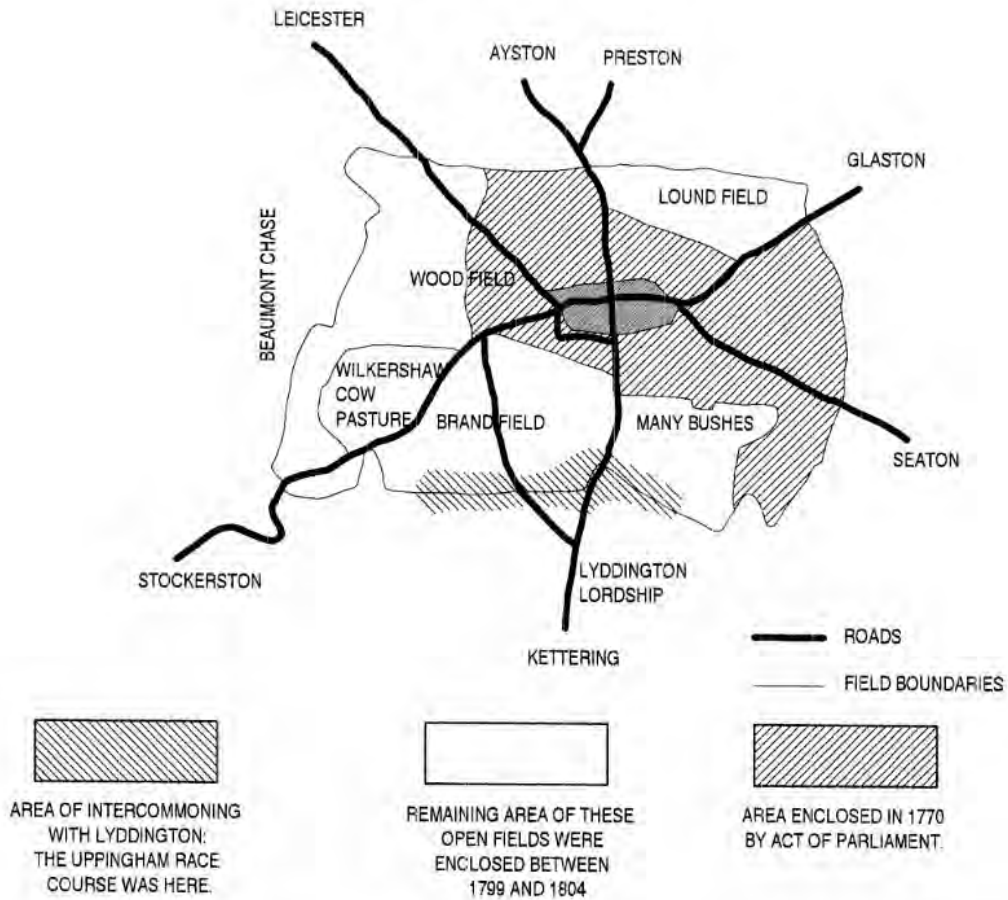 LEICESTER
AYSTON
PRESTON
GLASTON
LOUND FIELD
BEAUMONT CHASE
WOOD FIELD
WILKERSHAW
COW
PASTURE
BRAND FIELD
MANY BUSHES
SEATON
STOCKERSTON
LYDDINGTON
LORDSHIP
KETTERING
ROADS
FIELD BOUNDARIES
AREA OF INTERCOMMONING
WITH LYDDINGTON:
THE UPPINGHAM RACE
COURSE WAS HERE.
REMAINING AREA OF THESE
OPEN FIELDS WERE
ENCLOSED BETWEEN
1799 AND 1804
AREA ENCLOSED IN 1770
BY ACT OF PARLIAMENT.